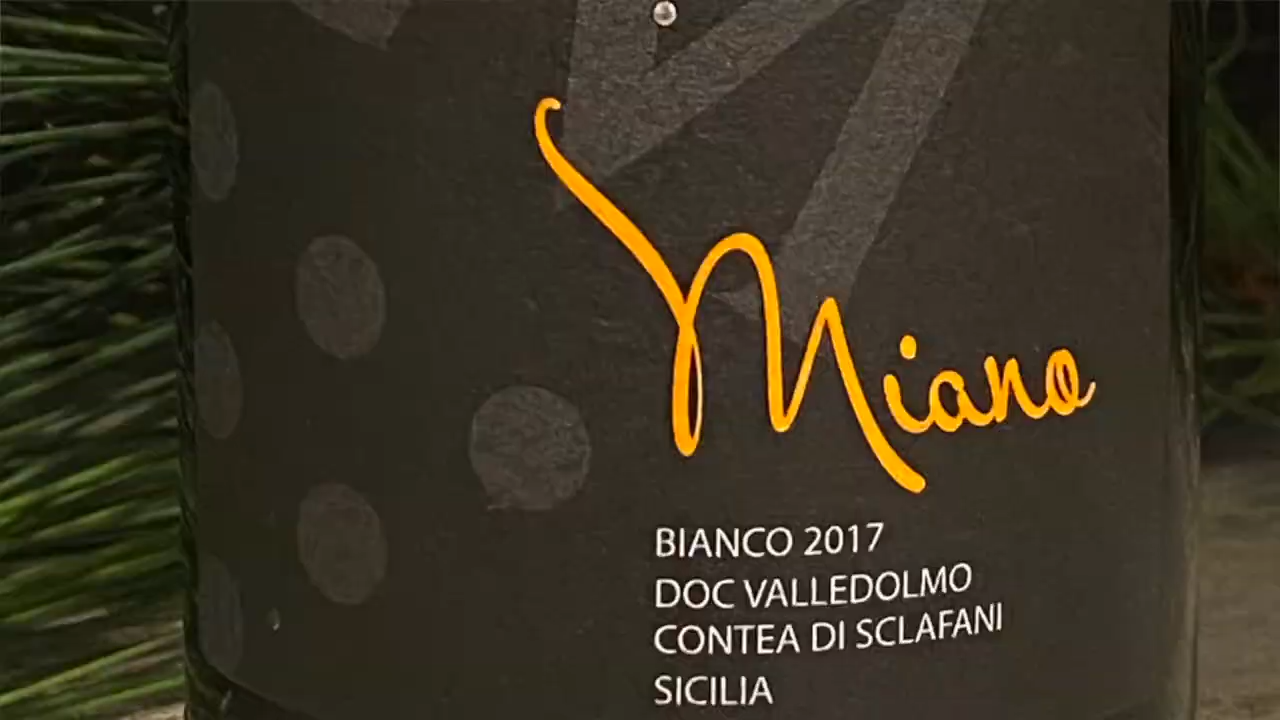 Miano
BIANCO 2017
DOC VALLEDOLMO
CONTEA DI SCLAFANI
SICILIA